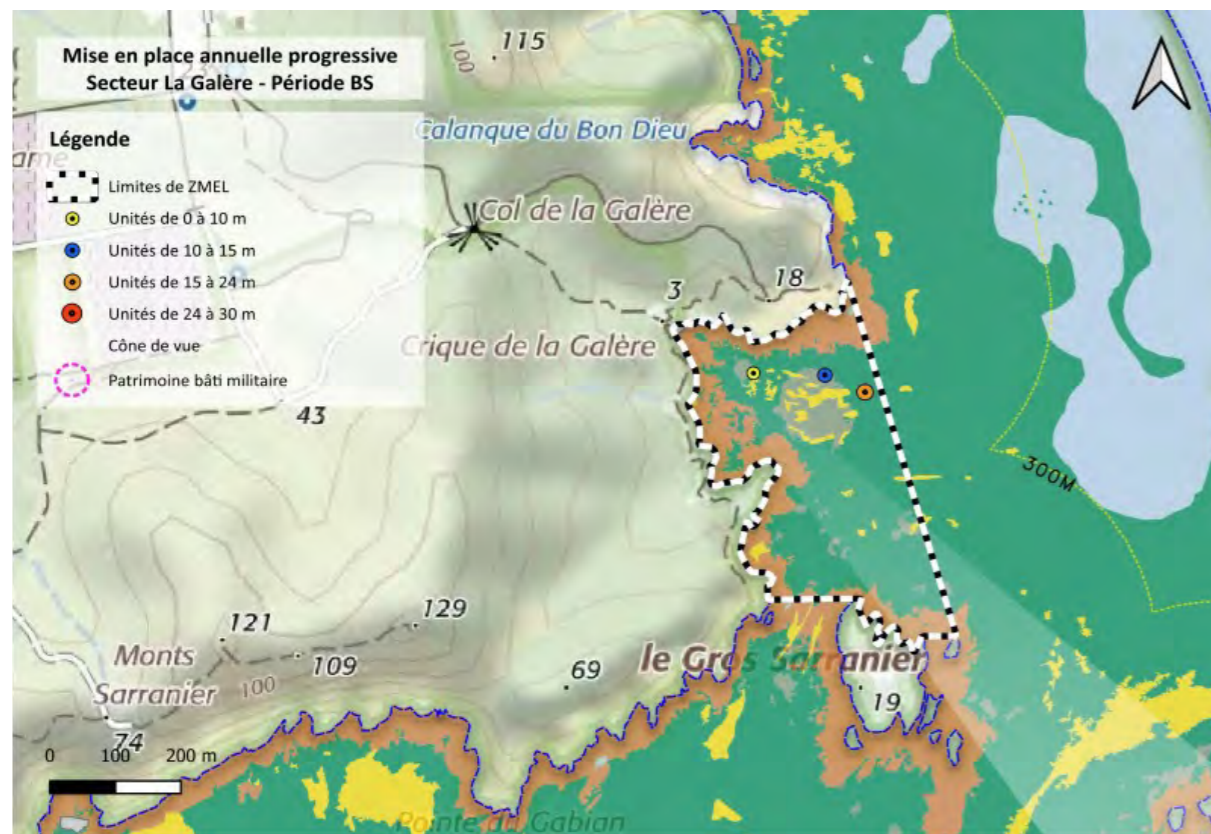 Mise en place annuelle progressive
Secteur La Galère - Période BS
115
100
Calanque du Bon Dieu
Légende
Limites de ZMEL
Unités de 0 à 10 m
Unités de 10 à 15 m
Unités de 15 à 24 m
Unités de 24 à 30 m
Cône de vue
Patrimoine bâti militaire
Col de la Galère
3
18
Crique de la Galère
43
300M
121
129
109
Monts
Sarranier
100
69
le Gros Sarranier
19
74
0 100 200 m
Pointe du Gabian